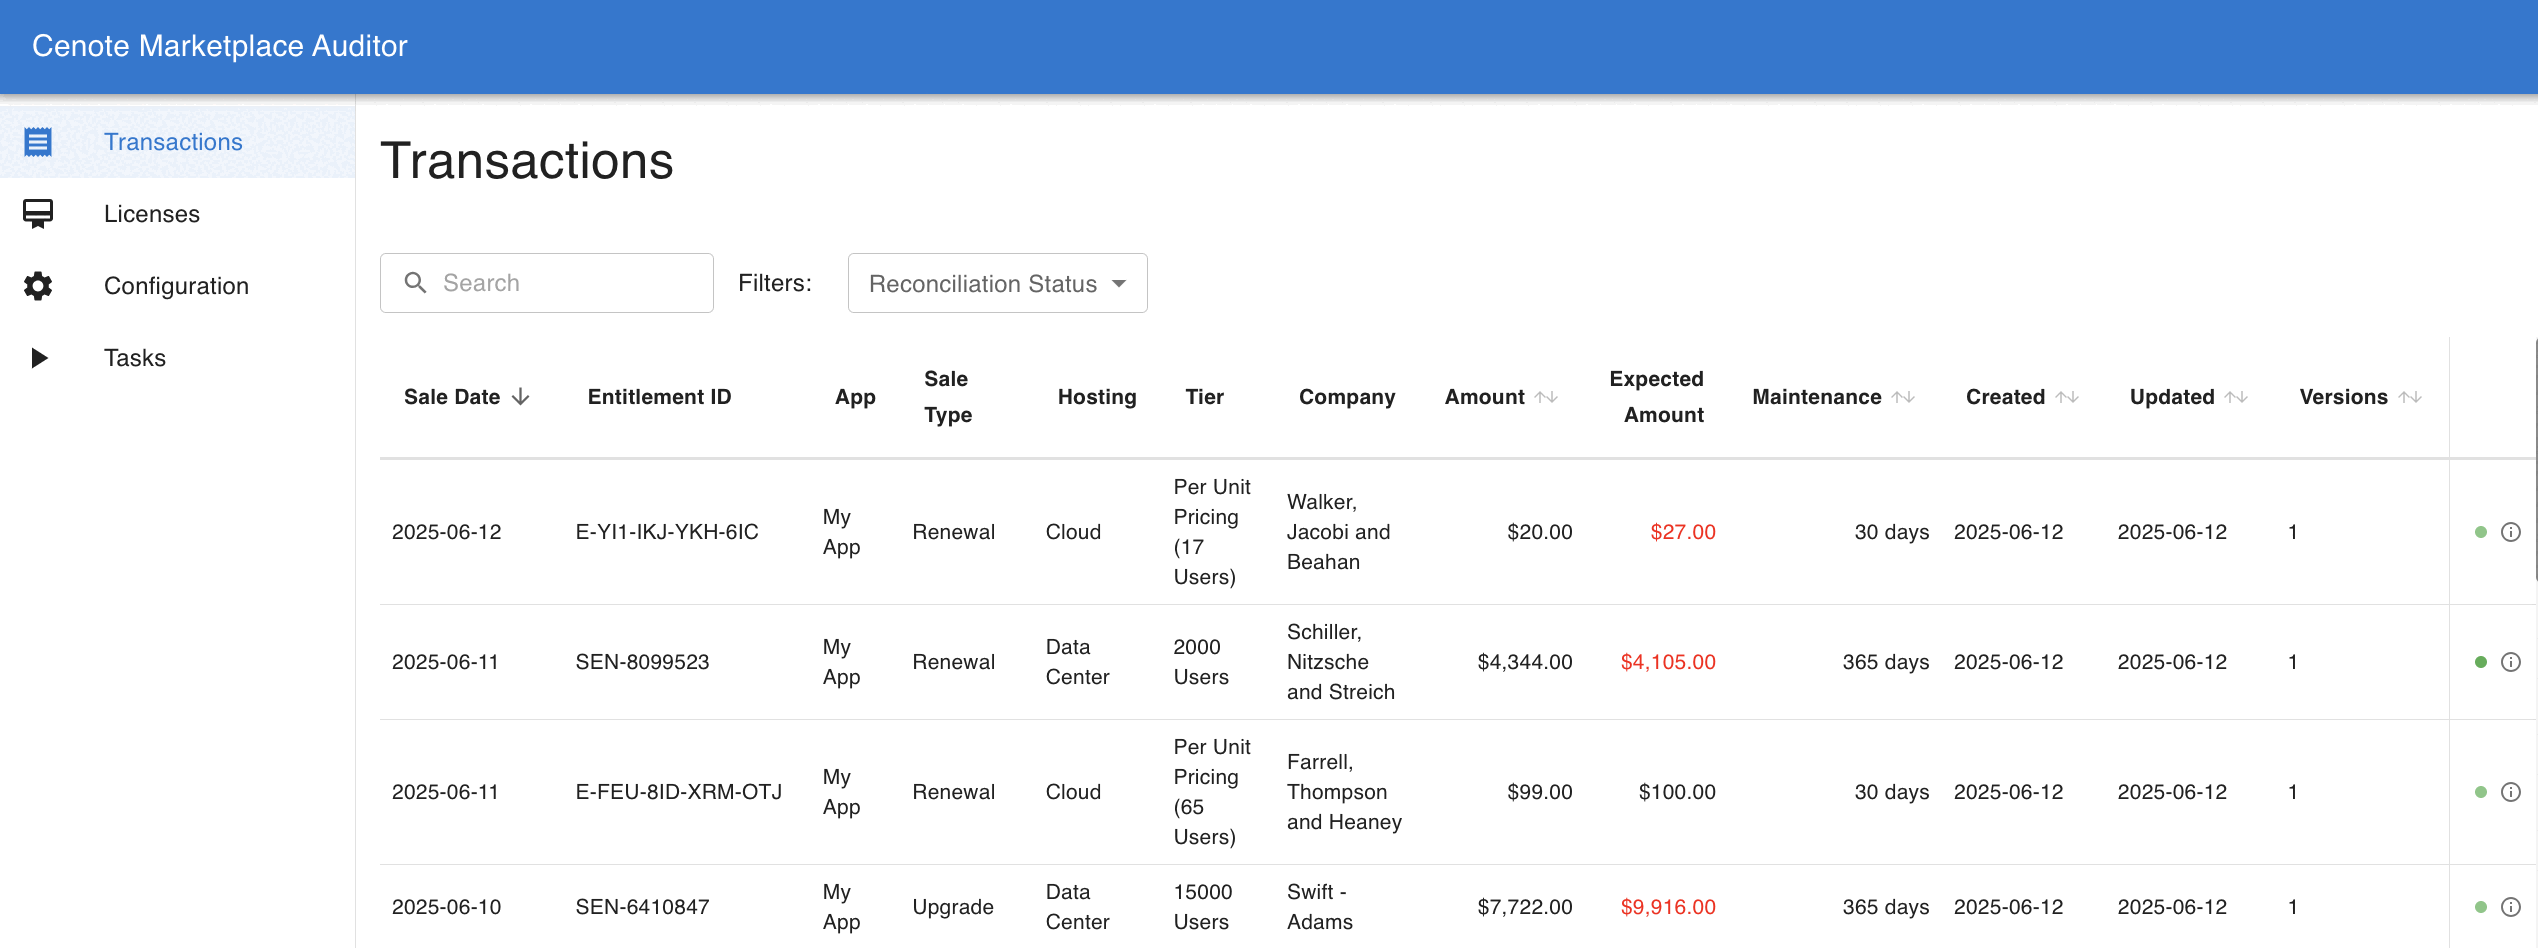 Cenote Marketplace Auditor
Transactions
Licenses
Configuration
Tasks
Transactions
Search
Filters:
Reconciliation Status
Sale Date
Entitlement ID
App
Sale
Type
Hosting
Tier
Company
Amount
Expected
Amount
Maintenance
Created
Updated
Versions
2025-06-12
E-YI1-IKJ-YKH-6IC
My
App
Renewal
Cloud
Per Unit
Pricing
(17
Users)
Walker,
Jacobi and
Beahan
$20.00
$27.00
30 days
2025-06-12
2025-06-12
1
2025-06-11
SEN-8099523
My
App
Renewal
Data
Center
2000
Users
Schiller,
Nitzsche
and Streich
$4,344.00
$4,105.00
365 days
2025-06-12
2025-06-12
1
2025-06-11
E-FEU-8ID-XRM-OTJ
My
App
Renewal
Cloud
Per Unit
Pricing
(65
Users)
Farrell,
Thompson
and Heaney
$99.00
$100.00
30 days
2025-06-12
2025-06-12
1
2025-06-10
SEN-6410847
My
App
Upgrade
Data
Center
15000
Users
Swift -
Adams
$7,722.00
$9,916.00
365 days
2025-06-12
2025-06-12
1